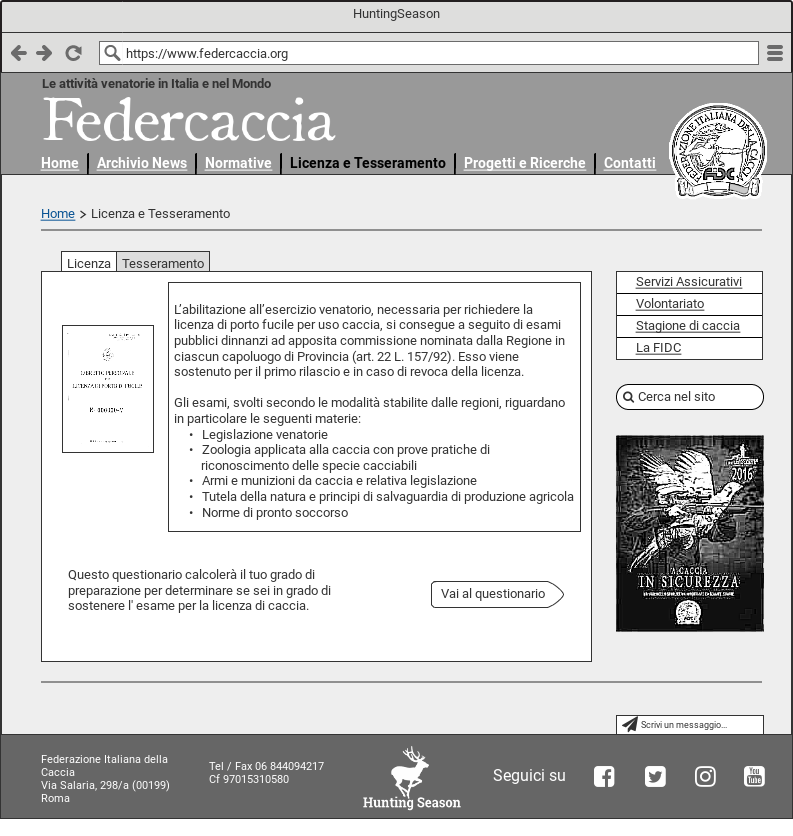 HuntingSeason
https://www.federcaccia.org
Le attività venatorie in Italia e nel Mondo
Federcaccia
Home
Archivio News
Normative
Licenza e Tesseramento
Progetti e Ricerche
Contatti
FEDERAZIONE ITALIANA DELLA CACCIA
FIDC
Home > Licenza e Tesseramento
Licenza
Tesseramento
L'abilitazione all'esercizio venatorio, necessaria per richiedere la
licenza di porto fucile per uso caccia, si consegue a seguito di esami
pubblici dinnanzi ad apposita commissione nominata dalla Regione in
ciascun capoluogo di Provincia (art. 22 L. 157/92). Esso viene
sostenuto per il primo rilascio e in caso di revoca della licenza.
Gli esami, svolti secondo le modalità stabilite dalle regioni, riguardano
in particolare le seguenti materie:
• Legislazione venatorie
• Zoologia applicata alla caccia con prove pratiche di
riconoscimento delle specie cacciabili
• Armi e munizioni da caccia e relativa legislazione
• Tutela della natura e principi di salvaguardia di produzione agricola
• Norme di pronto soccorso
Questo questionario calcolerà il tuo grado di
preparazione per determinare se sei in grado di
sostenere l' esame per la licenza di caccia.
Vai al questionario
Servizi Assicurativi
Volontariato
Stagione di caccia
La FIDC
Cerca nel sito
2016
A CACCIA
IN SICUREZZA
Scrivi un messaggio...
Federazione Italiana della
Caccia
Via Salaria, 298/a (00199)
Roma
Tel / Fax 06 844094217
Cf 97015310580
Hunting Season
Seguici su
You
Tube